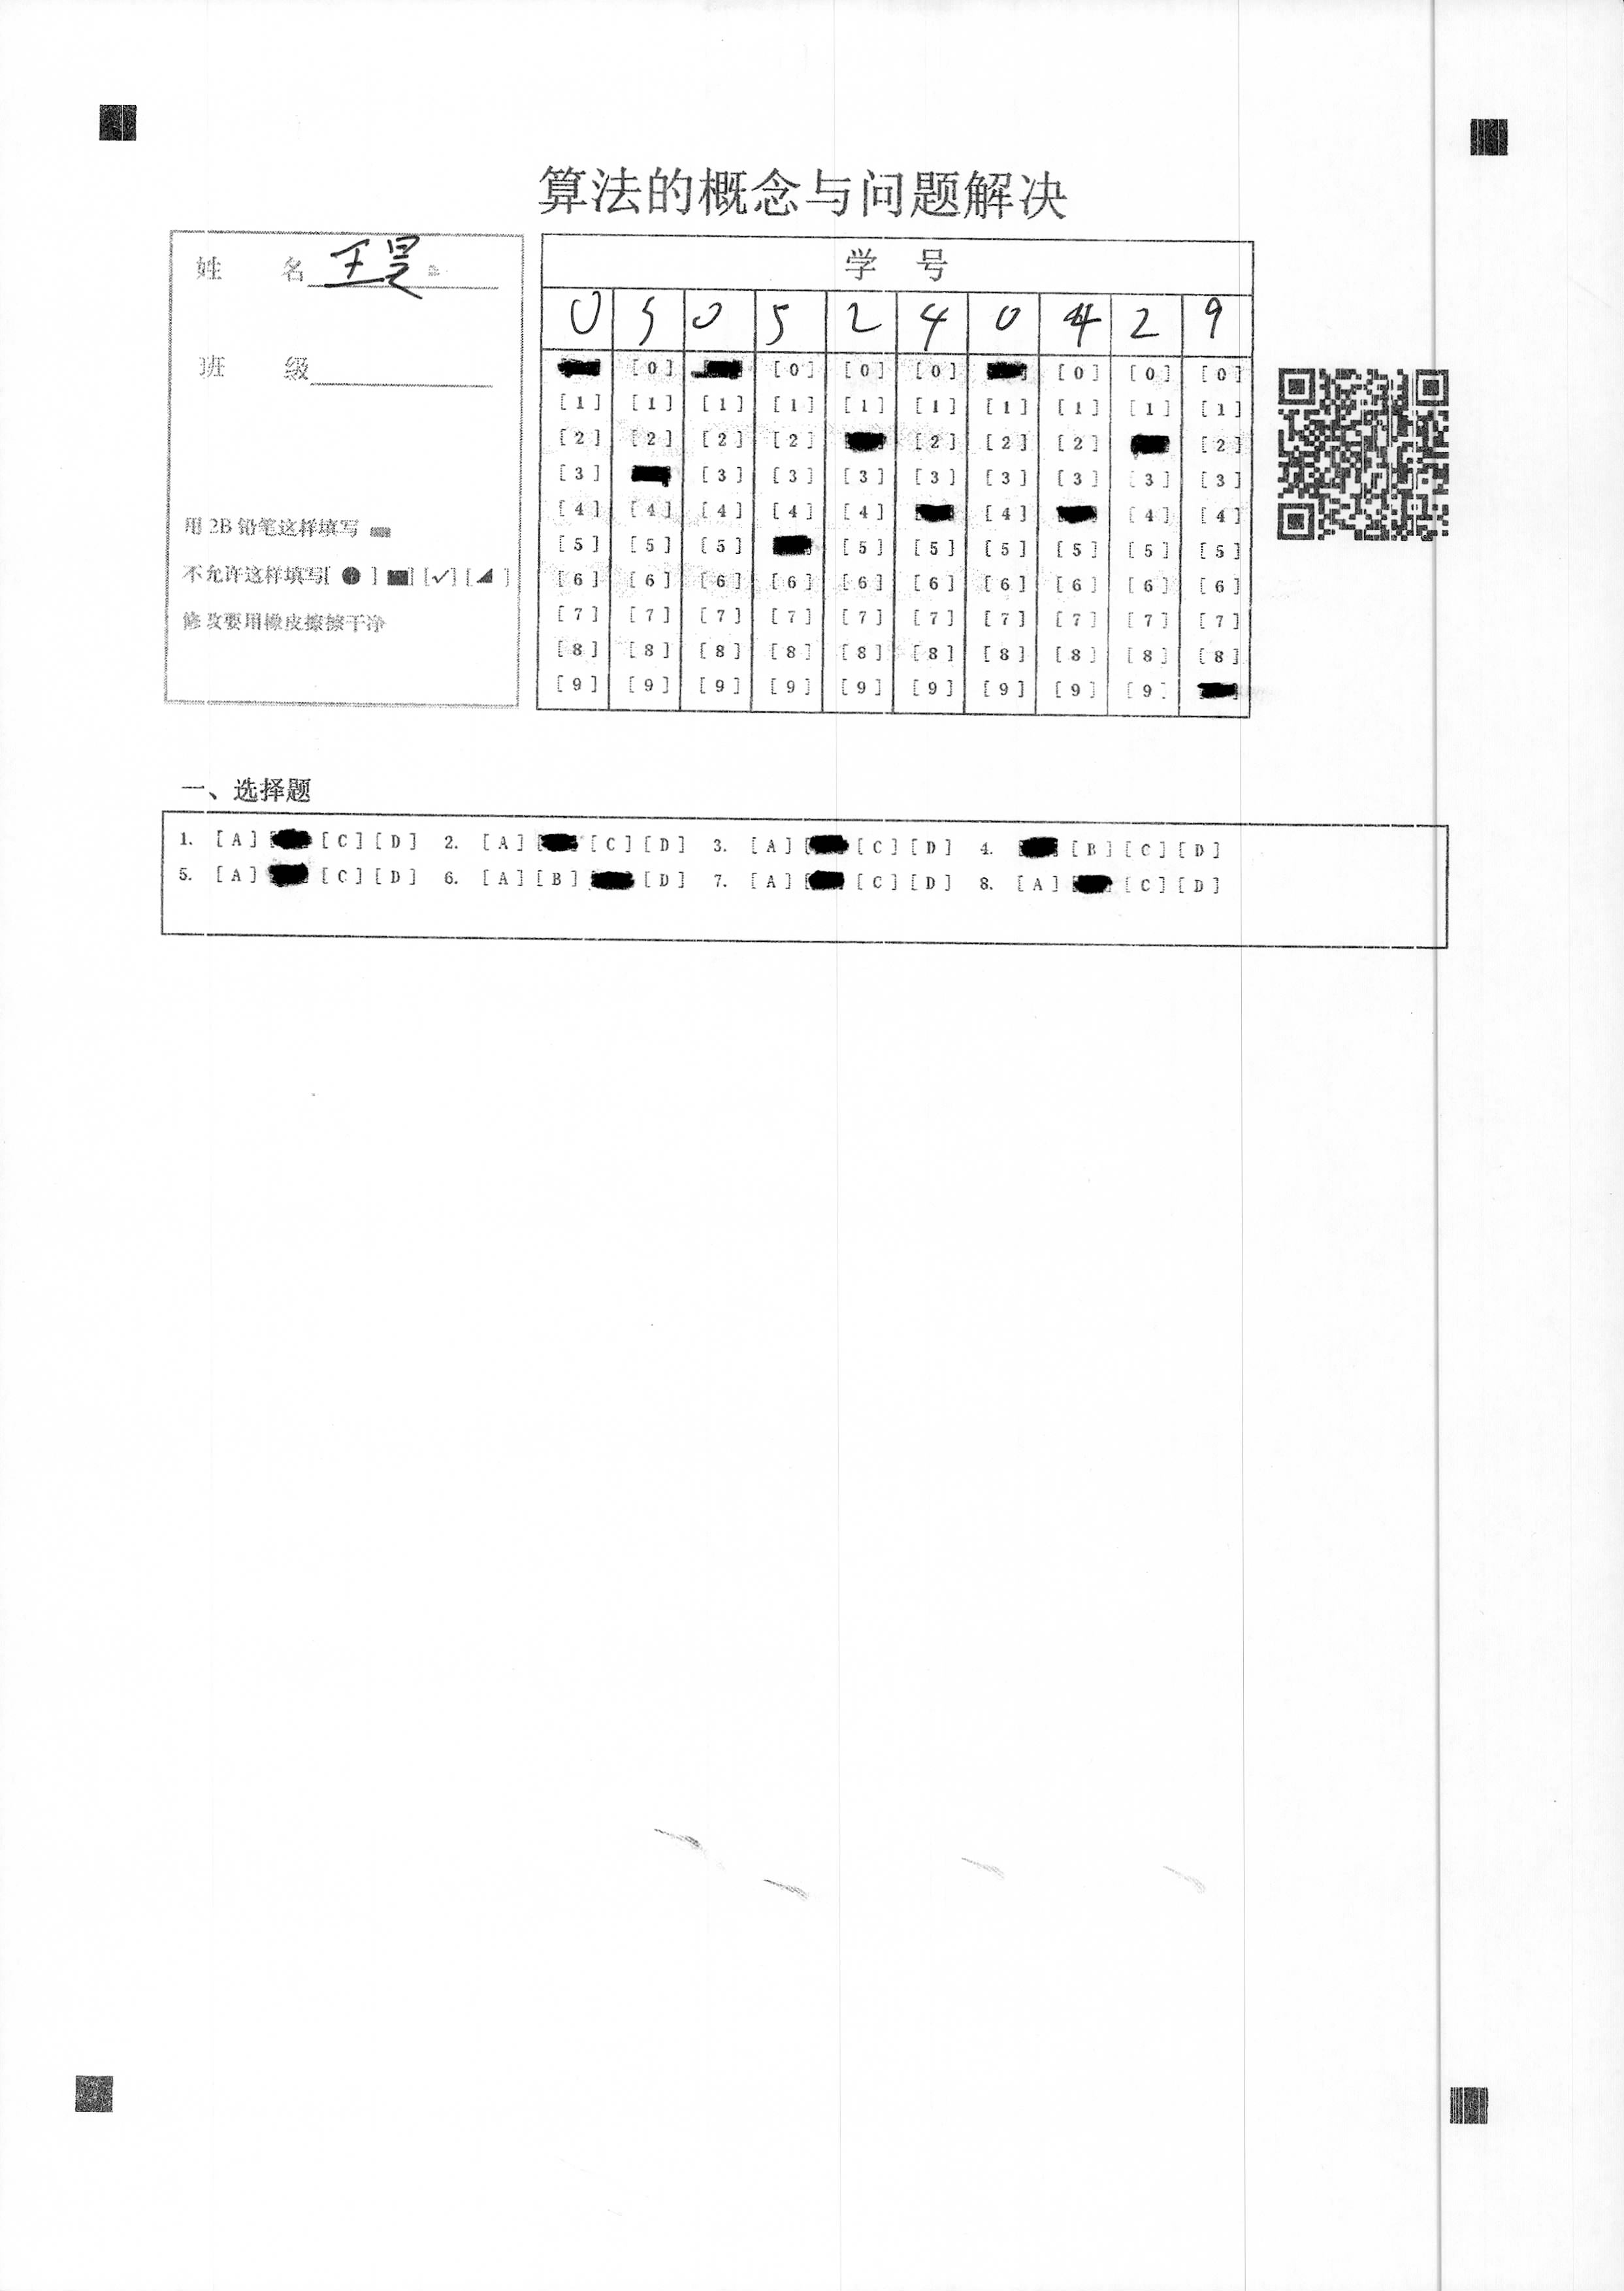 算法的概念与问题解决
姓 名 王昊
班 级
用 2B 铅笔这样填写
不允许这样填写[ ● ] [■] [✓] [◢ ]
修改要用橡皮擦擦干净
学 号
0 5 0 5 2 4 0 4 2 9
[0] [0] [0] [0] [0] [0] [0]
[1] [1] [1] [1] [1] [1] [1] [1] [1] [1]
[2] [2] [2] [2] [2] [2] [2] [2]
[3] [3] [3] [3] [3] [3] [3] [3] [3]
[4] [4] [4] [4] [4] [4] [4] [4]
[5] [5] [5] [5] [5] [5] [5] [5] [5]
[6] [6] [6] [6] [6] [6] [6] [6] [6] [6]
[7] [7] [7] [7] [7] [7] [7] [7] [7] [7]
[8] [8] [8] [8] [8] [8] [8] [8] [8] [8]
[9] [9] [9] [9] [9] [9] [9] [9] [9]
一、选择题
1. [A] [C] [D] 2. [A] [C] [D] 3. [A] [C] [D] 4. [B] [C] [D]
5. [A] [C] [D] 6. [A] [B] [D] 7. [A] [C] [D] 8. [A] [C] [D]